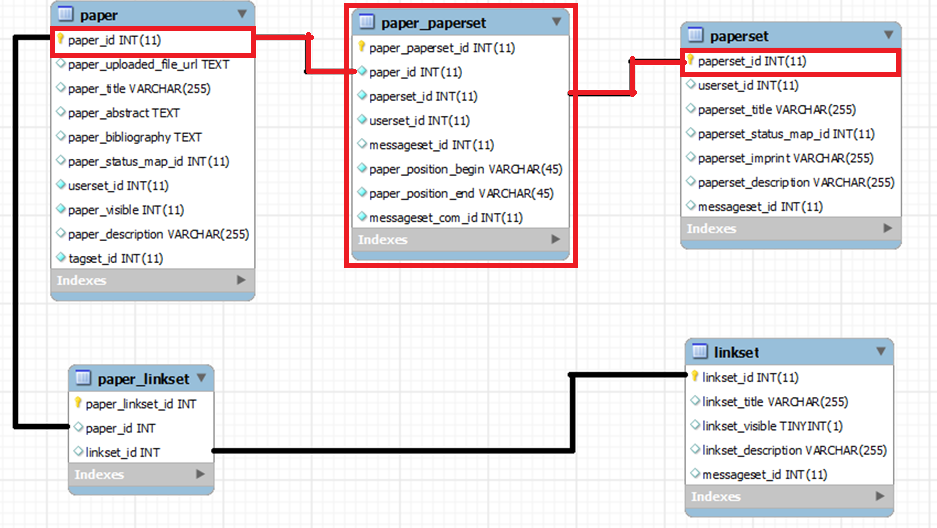 paper
paper_id INT(11)
paper_uploaded_file_url TEXT
paper_title VARCHAR(255)
paper_abstract TEXT
paper_bibliography TEXT
paper_status_map_id INT(11)
userset_id INT(11)
paper_visible INT(11)
paper_description VARCHAR(255)
tagset_id INT(11)
Indexes
paper_paperset
paper_paperset_id INT(11)
paper_id INT(11)
paperset_id INT(11)
userset_id INT(11)
messageset_id INT(11)
paper_position_begin VARCHAR(45)
paper_position_end VARCHAR(45)
messageset_com_id INT(11)
Indexes
paperset
paperset_id INT(11)
userset_id INT(11)
paperset_title VARCHAR(255)
paperset_status_map_id INT(11)
paperset_imprint VARCHAR(255)
paperset_description VARCHAR(255)
messageset_id INT(11)
Indexes
paper_linkset
paper_linkset_id INT
paper_id INT
linkset_id INT
Indexes
linkset
linkset_id INT(11)
linkset_title VARCHAR(255)
linkset_visible TINYINT(1)
linkset_description VARCHAR(255)
messageset_id INT(11)
Indexes